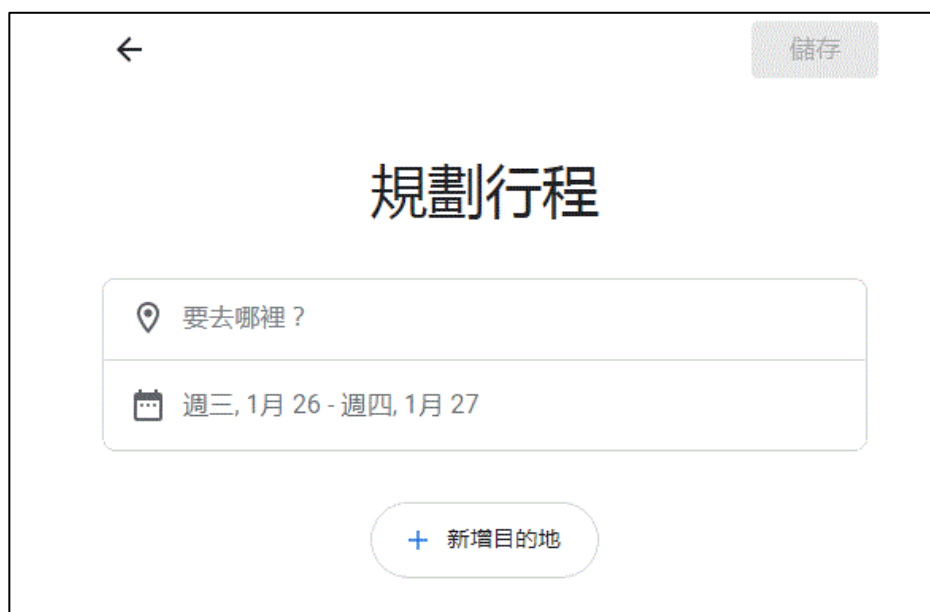 儲存
規劃行程
要去哪裡？
週三, 1月 26 - 週四, 1月 27
+ 新增目的地